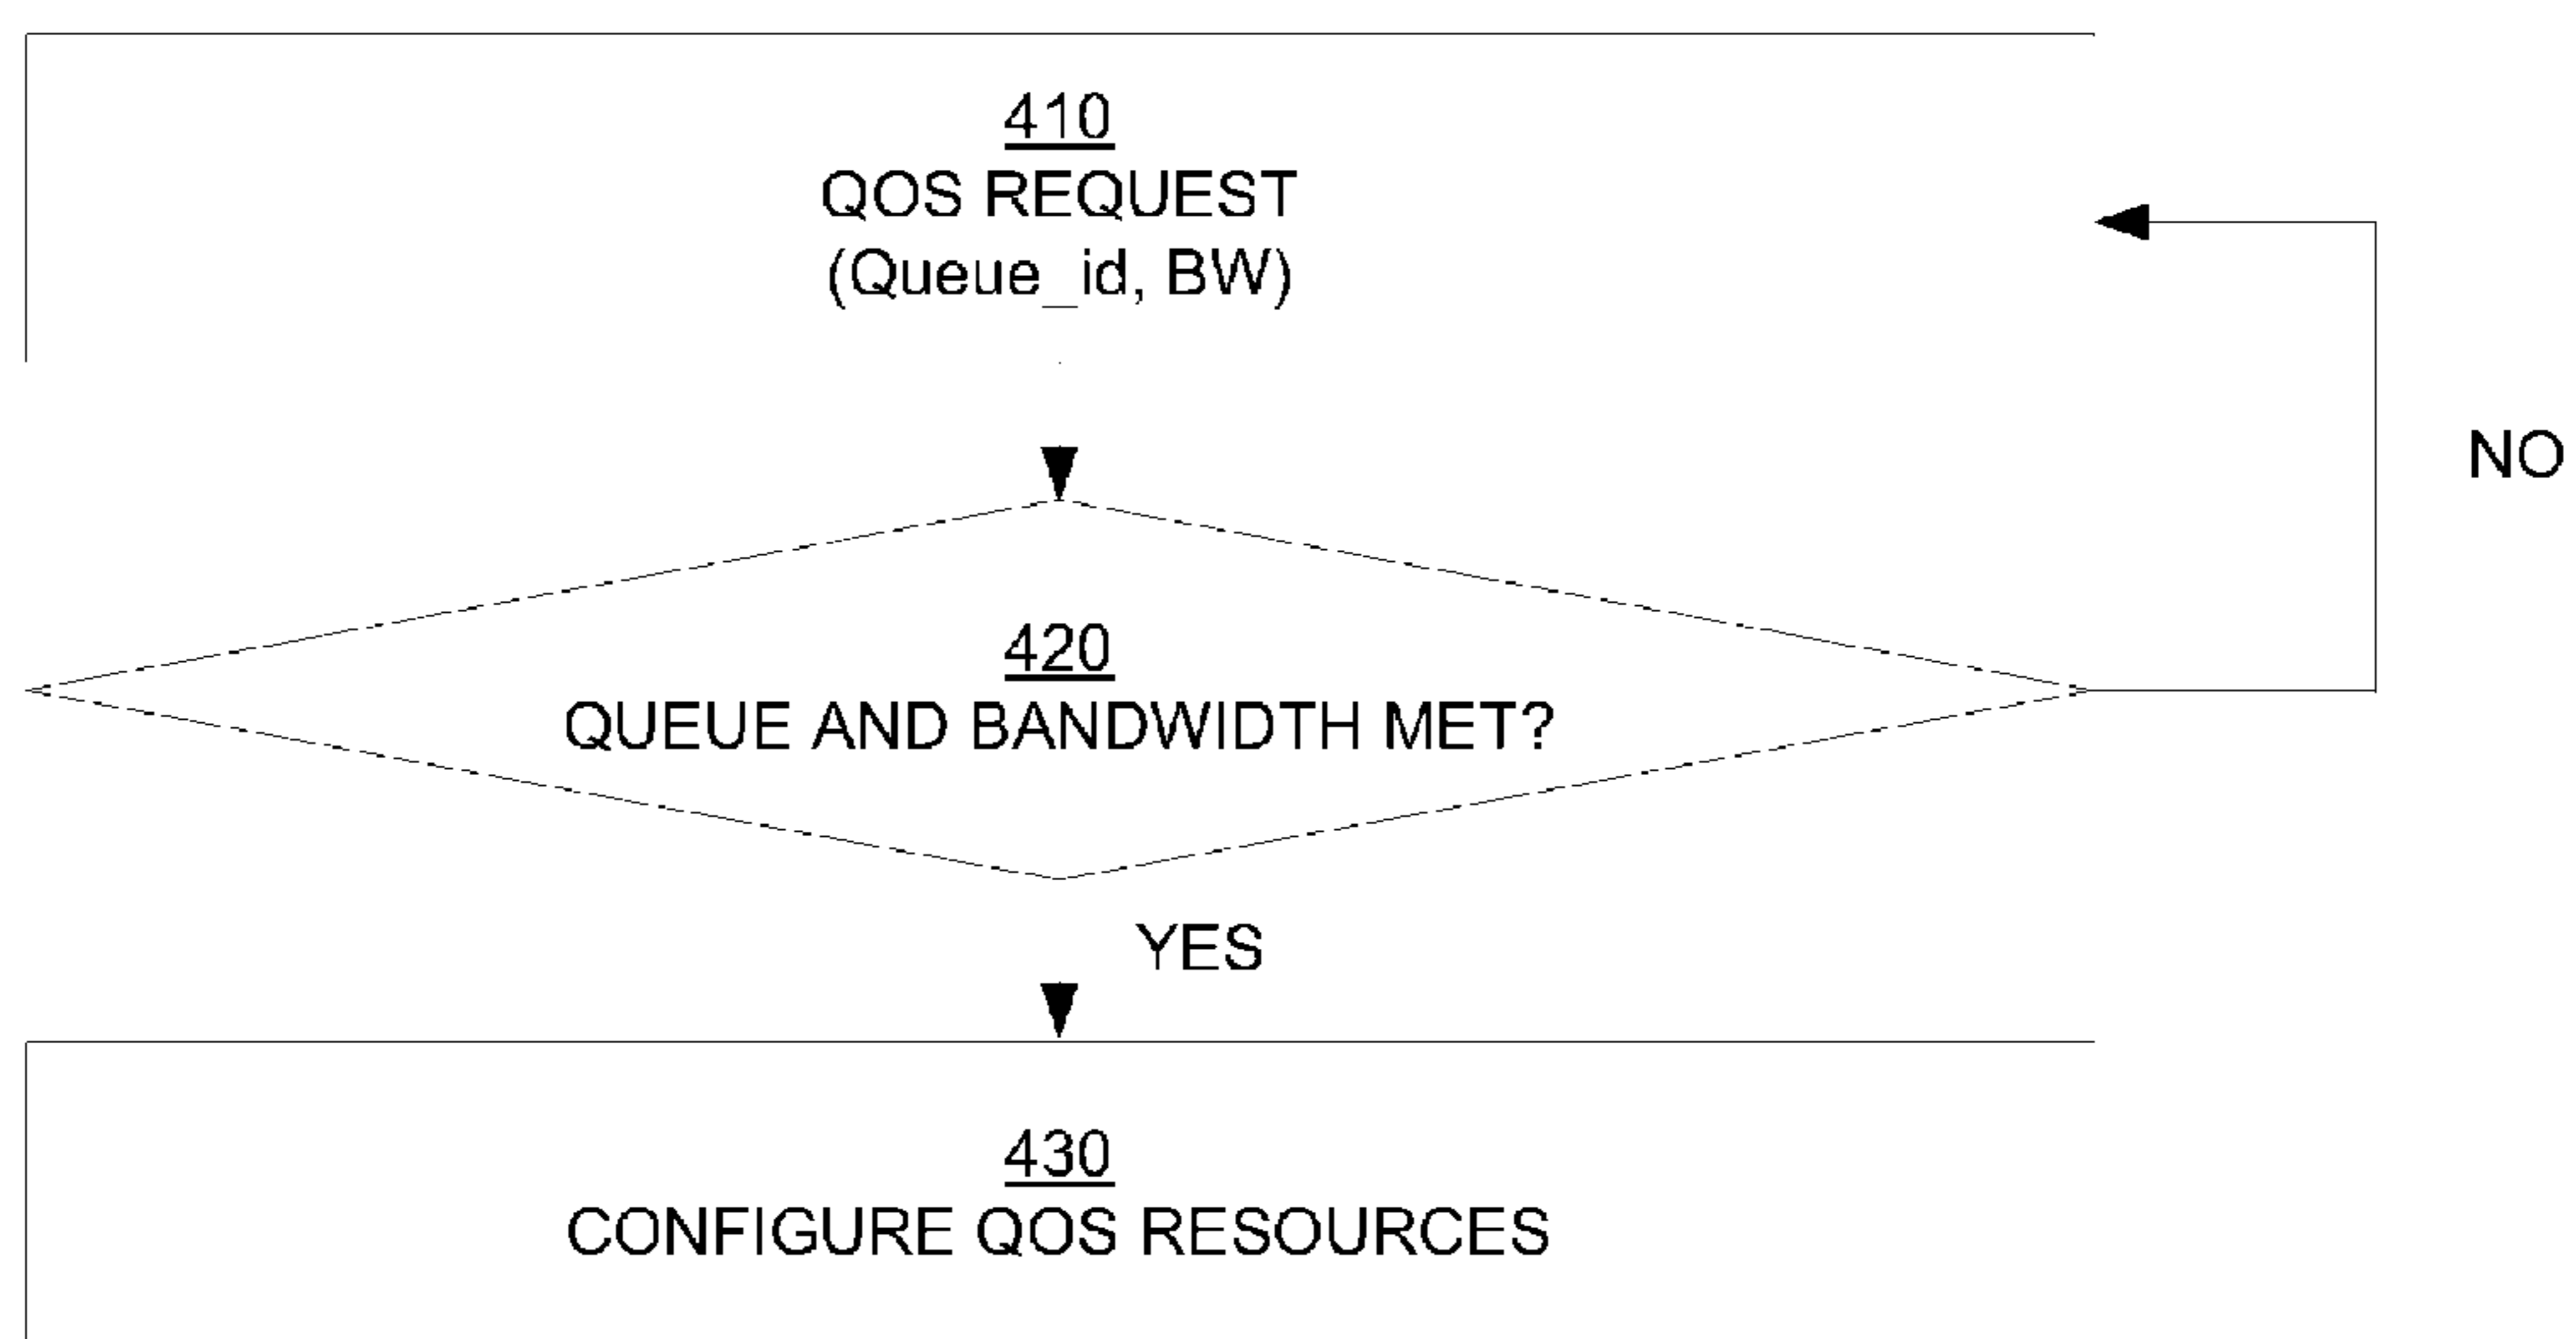 410
QOS REQUEST
(Queue_id, BW)
NO
420
QUEUE AND BANDWIDTH MET?
YES
430
CONFIGURE QOS RESOURCES